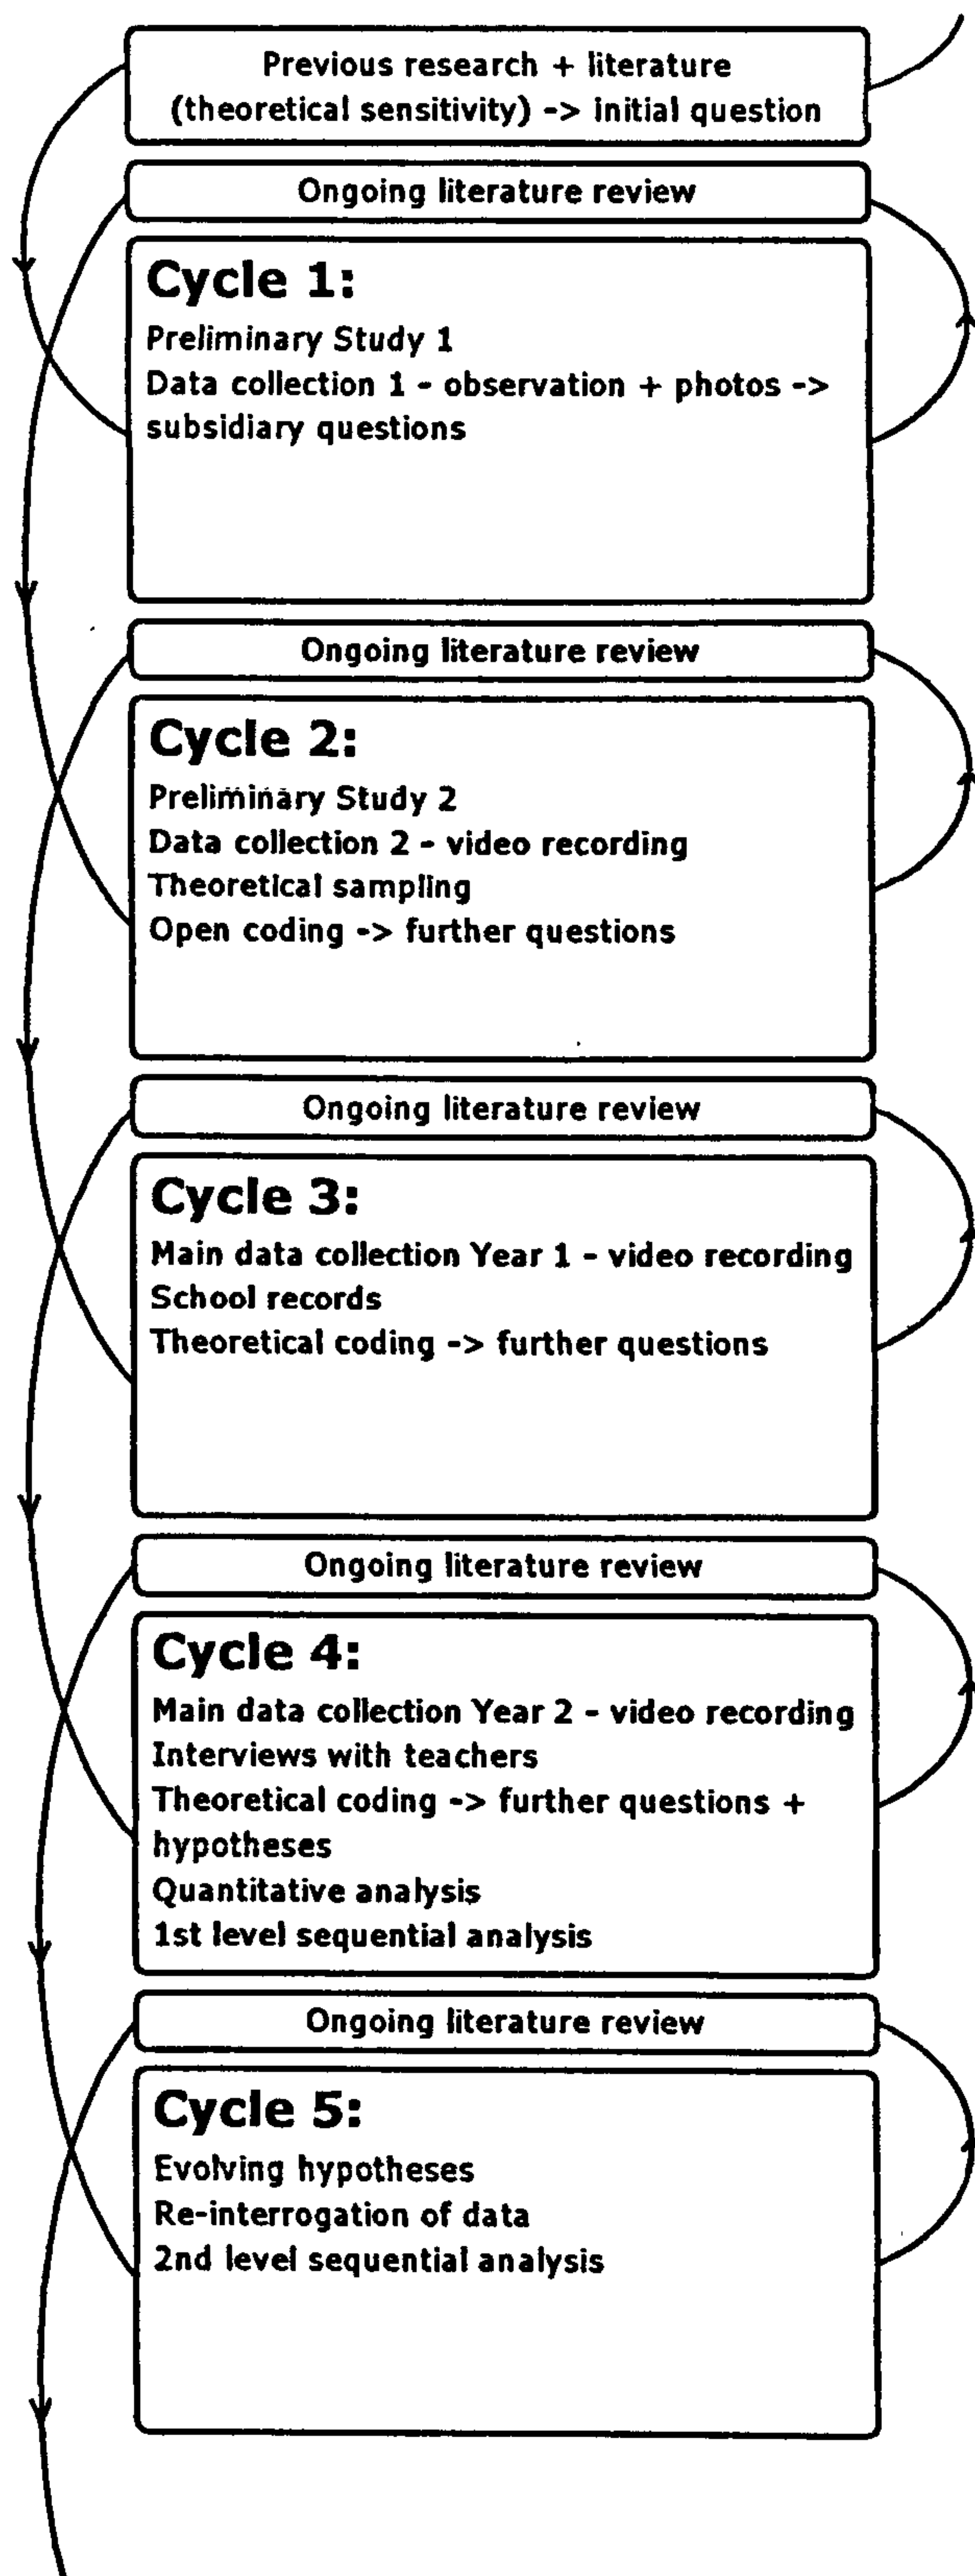 Previous research + literature
(theoretical sensitivity) -> initial question
Ongoing literature review
Cycle 1:
Preliminary Study 1
Data collection 1 - observation + photos ->
subsidiary questions
Ongoing literature review
Cycle 2:
Preliminary Study 2
Data collection 2 - video recording
Theoretical sampling
Open coding -> further questions
Ongoing literature review
Cycle 3:
Main data collection Year 1 - video recording
School records
Theoretical coding -> further questions
Ongoing literature review
Cycle 4:
Main data collection Year 2 - video recording
Interviews with teachers
Theoretical coding -> further questions +
hypotheses
Quantitative analysis
1st level sequential analysis
Ongoing literature review
Cycle 5:
Evolving hypotheses
Re-interrogation of data
2nd level sequential analysis